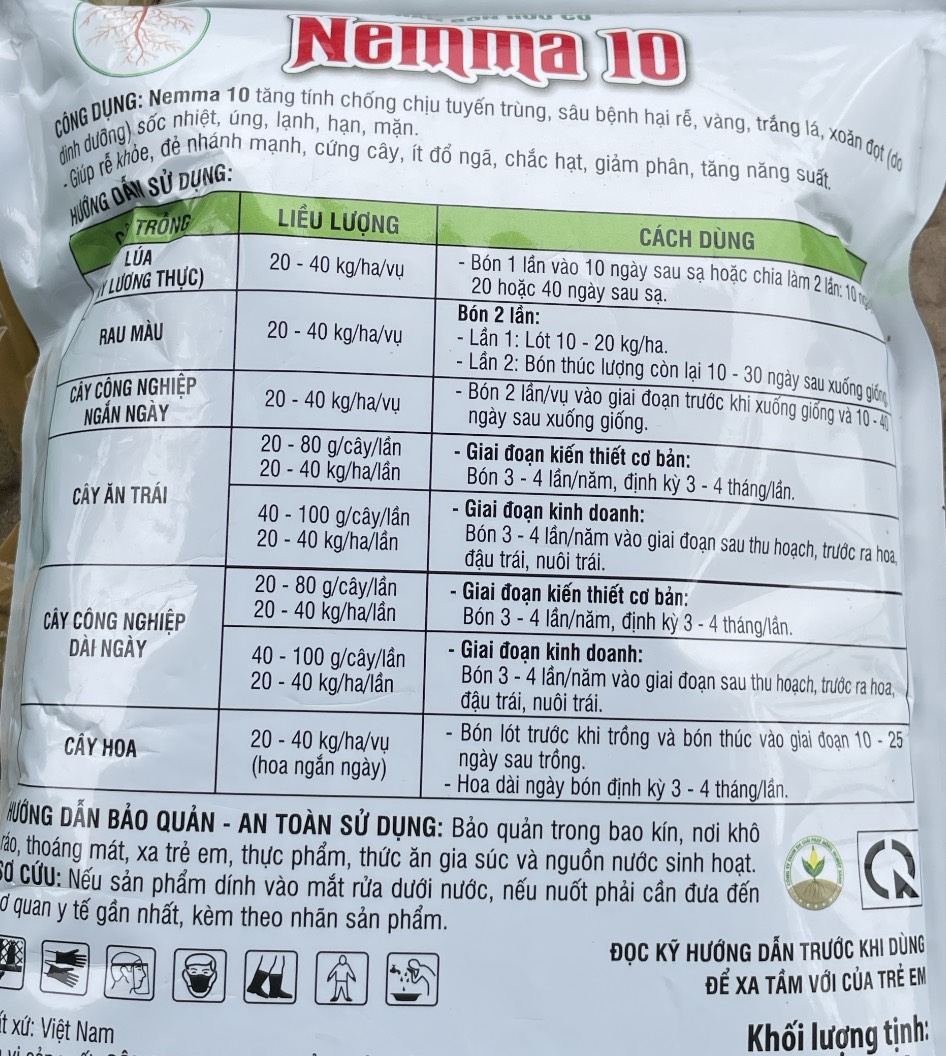 Nemma 10
CÔNG DỤNG: Nemma 10 tăng tính chống chịu tuyến trùng, sâu bệnh hại rễ, vàng, trắng lá, xoăn đọt (do
dinh dưỡng) sốc nhiệt, úng, lạnh, hạn, mặn.
- Giúp rễ khỏe, đẻ nhánh mạnh, cứng cây, ít đổ ngã, chắc hạt, giảm phân, tăng năng suất.
HƯỚNG DẪN SỬ DỤNG:
TRỒNG
LIỀU LƯỢNG
CÁCH DÙNG
LÚA
LƯƠNG THỰC)
20 - 40 kg/ha/vụ
- Bón 1 lần vào 10 ngày sau sạ hoặc chia làm 2 lần: 10
20 hoặc 40 ngày sau sạ.
RAU MÀU
20 - 40 kg/ha/vụ
Bón 2 lần:
- Lần 1: Lót 10 - 20 kg/ha.
- Lần 2: Bón thúc lượng còn lại 10 - 30 ngày sau xuống giống
CÂY CÔNG NGHIỆP
NGẮN NGÀY
20 - 40 kg/ha/vụ
- Bón 2 lần/vụ vào giai đoạn trước khi xuống giống và 10 - 40
ngày sau xuống giống.
CÂY ĂN TRÁI
20 - 80 g/cây/lần
20 - 40 kg/ha/lần
- Giai đoạn kiến thiết cơ bản:
Bón 3 - 4 lần/năm, định kỳ 3 - 4 tháng/lần.
40 - 100 g/cây/lần
20 - 40 kg/ha/lần
- Giai đoạn kinh doanh:
Bón 3 - 4 lần/năm vào giai đoạn sau thu hoạch, trước ra hoa,
đậu trái, nuôi trái.
CÂY CÔNG NGHIỆP
DÀI NGÀY
20 - 80 g/cây/lần
20 - 40 kg/ha/lần
- Giai đoạn kiến thiết cơ bản:
Bón 3 - 4 lần/năm, định kỳ 3 - 4 tháng/lần.
40 - 100 g/cây/lần
20 - 40 kg/ha/lần
- Giai đoạn kinh doanh:
Bón 3 - 4 lần/năm vào giai đoạn sau thu hoạch, trước ra hoa,
đậu trái, nuôi trái.
CÂY HOA
20 - 40 kg/ha/vụ
(hoa ngắn ngày)
- Bón lót trước khi trồng và bón thúc vào giai đoạn 10 - 25
ngày sau trồng.
- Hoa dài ngày bón định kỳ 3 - 4 tháng/lần.
HƯỚNG DẪN BẢO QUẢN - AN TOÀN SỬ DỤNG: Bảo quản trong bao kín, nơi khô
ráo, thoáng mát, xa trẻ em, thực phẩm, thức ăn gia súc và nguồn nước sinh hoạt.
SƠ CỨU: Nếu sản phẩm dính vào mắt rửa dưới nước, nếu nuốt phải cần đưa đến
ơ quan y tế gần nhất, kèm theo nhãn sản phẩm.
ĐỌC KỸ HƯỚNG DẪN TRƯỚC KHI DÙNG
ĐỂ XA TẦM VỚI CỦA TRẺ EM
ất xứ: Việt Nam
Khối lượng tịnh: